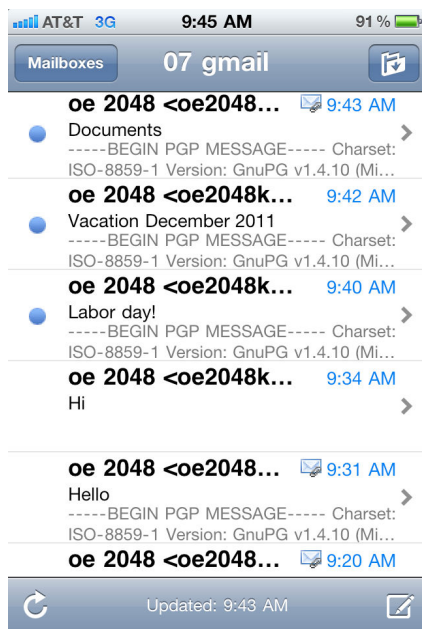 AT&T 3G 9:45 AM 91%
Mailboxes 07 gmail
oe 2048 <oe2048... 9:43 AM
Documents
-----BEGIN PGP MESSAGE----- Charset:
ISO-8859-1 Version: GnuPG v1.4.10 (Mi...
oe 2048 <oe2048k... 9:42 AM
Vacation December 2011
-----BEGIN PGP MESSAGE----- Charset:
ISO-8859-1 Version: GnuPG v1.4.10 (Mi...
oe 2048 <oe2048k... 9:40 AM
Labor day!
-----BEGIN PGP MESSAGE----- Charset:
ISO-8859-1 Version: GnuPG v1.4.10 (Mi...
oe 2048 <oe2048k... 9:34 AM
Hi
oe 2048 <oe2048... 9:31 AM
Hello
-----BEGIN PGP MESSAGE----- Charset:
ISO-8859-1 Version: GnuPG v1.4.10 (Mi...
oe 2048 <oe2048... 9:20 AM
Updated: 9:43 AM